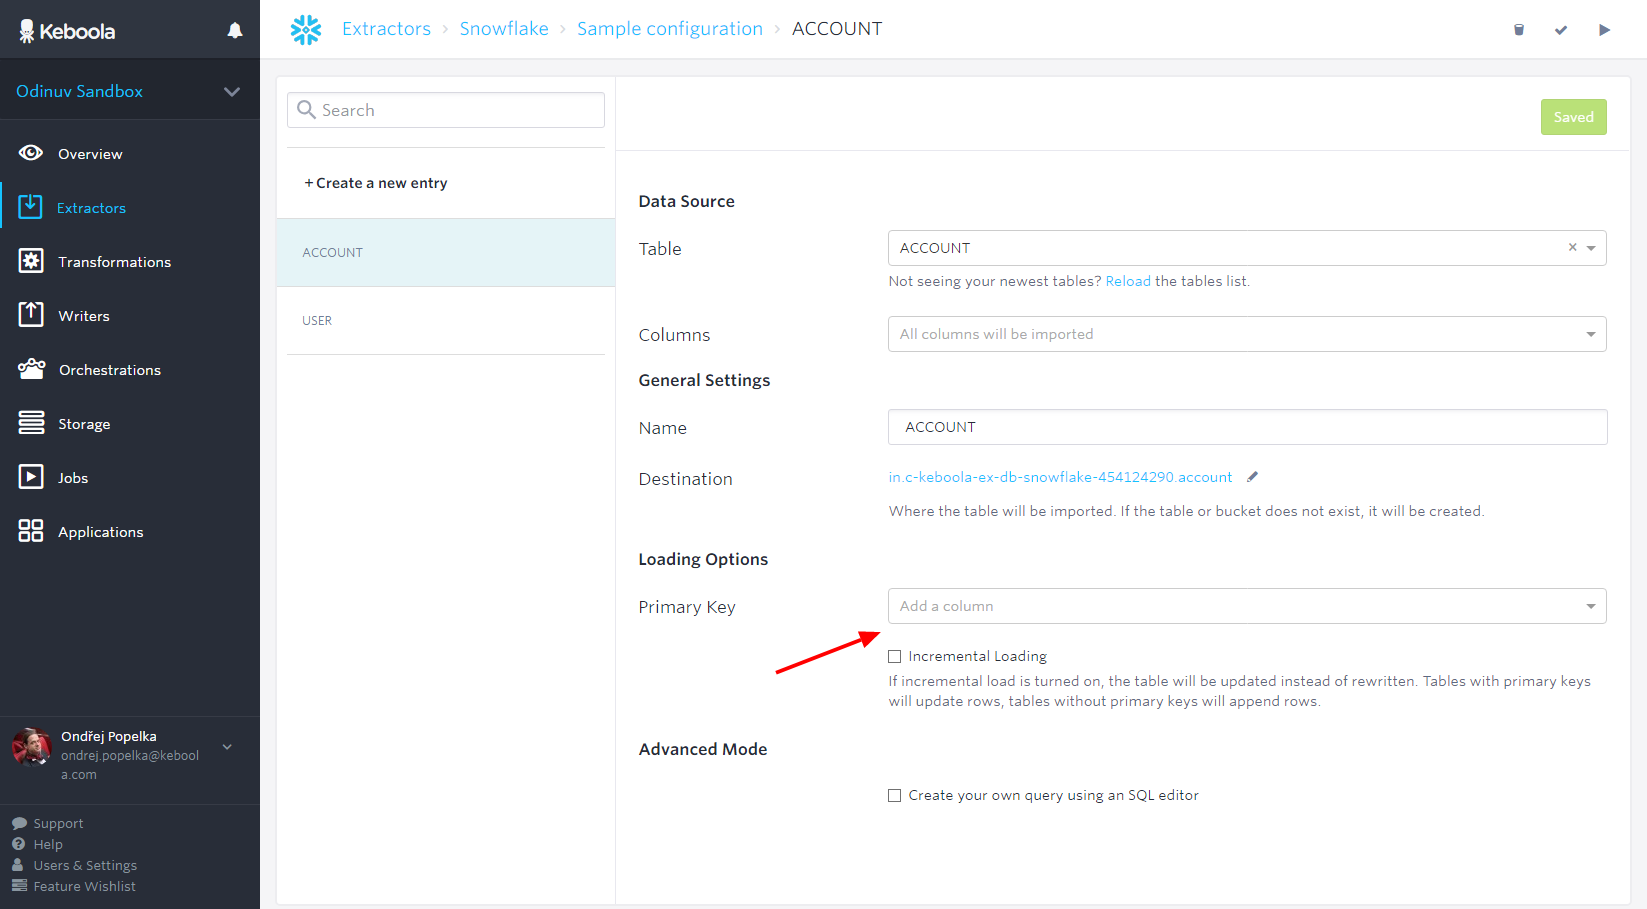 Keboola
Odinuv Sandbox
Overview
Extractors
Transformations
Writers
Orchestrations
Storage
Jobs
Applications
Ondřej Popelka
ondrej.popelka@kebool
a.com
Support
Help
Users & Settings
Feature Wishlist
Extractors › Snowflake › Sample configuration › ACCOUNT
Search
+ Create a new entry
ACCOUNT
USER
Saved
Data Source
Table
ACCOUNT
Not seeing your newest tables? Reload the tables list.
Columns
All columns will be imported
General Settings
Name
ACCOUNT
Destination
in.c-keboola-ex-db-snowflake-454124290.account
Where the table will be imported. If the table or bucket does not exist, it will be created.
Loading Options
Primary Key
Add a column
Incremental Loading
If incremental load is turned on, the table will be updated instead of rewritten. Tables with primary keys
will update rows, tables without primary keys will append rows.
Advanced Mode
Create your own query using an SQL editor